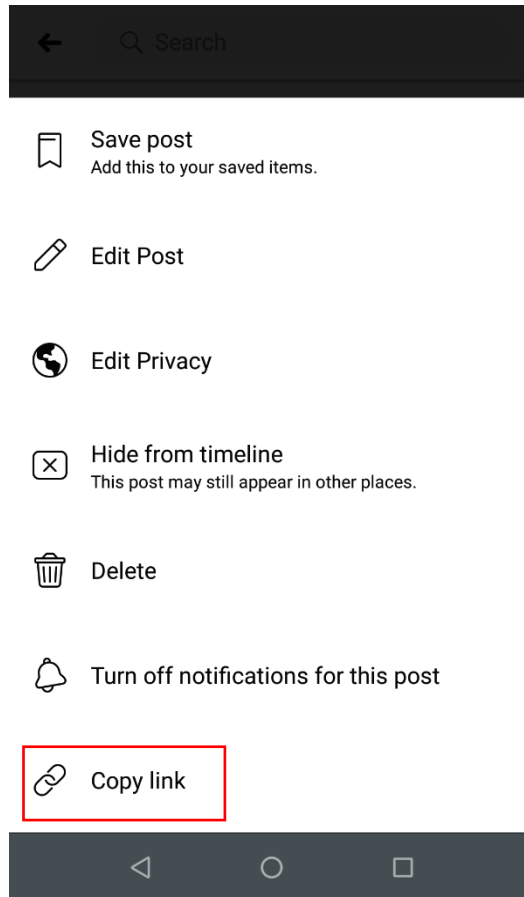 Search
Save post
Add this to your saved items.
Edit Post
Edit Privacy
Hide from timeline
This post may still appear in other places.
Delete
Turn off notifications for this post
Copy link